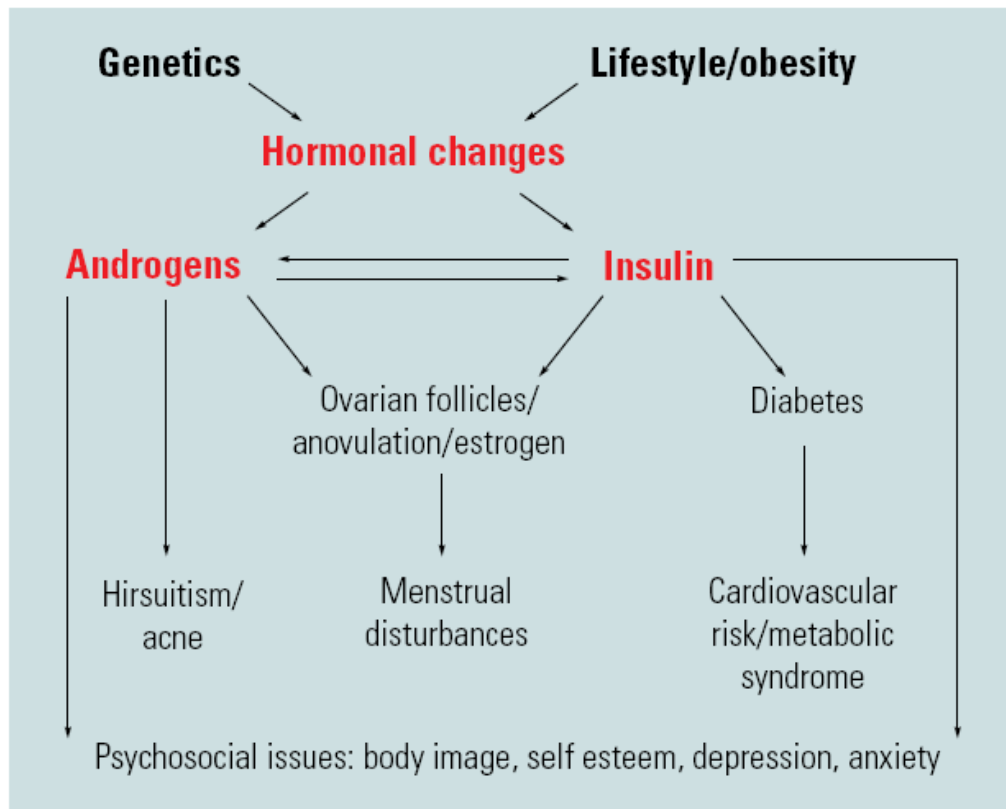 Genetics
Lifestyle/obesity
Hormonal changes
Androgens
Insulin
Ovarian follicles/
anovulation/estrogen
Diabetes
Hirsuitism/
acne
Menstrual
disturbances
Cardiovascular
risk/metabolic
syndrome
Psychosocial issues: body image, self esteem, depression, anxiety